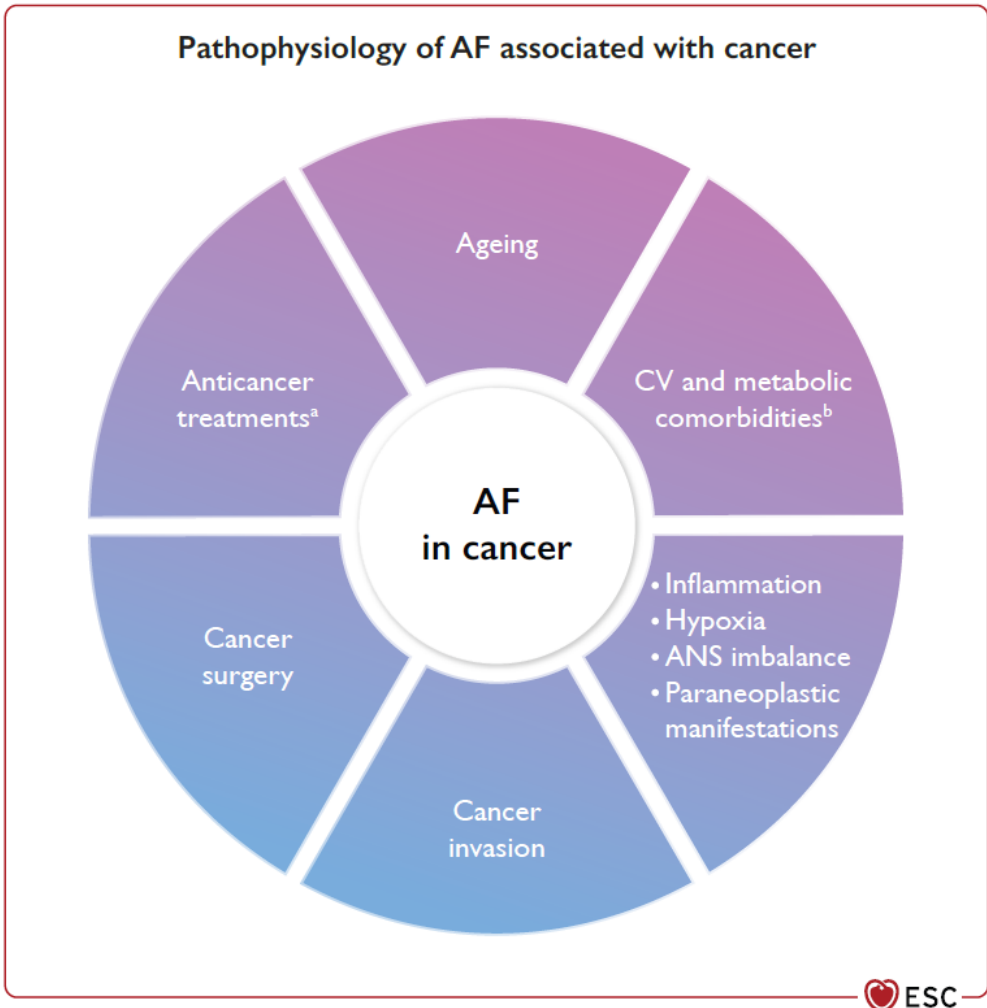 Pathophysiology of AF associated with cancer
Ageing
CV and metabolic
comorbiditiesᵇ
• Inflammation
• Hypoxia
• ANS imbalance
• Paraneoplastic
manifestations
Cancer
invasion
Cancer
surgery
Anticancer
treatmentsᵃ
AF
in cancer
ESC